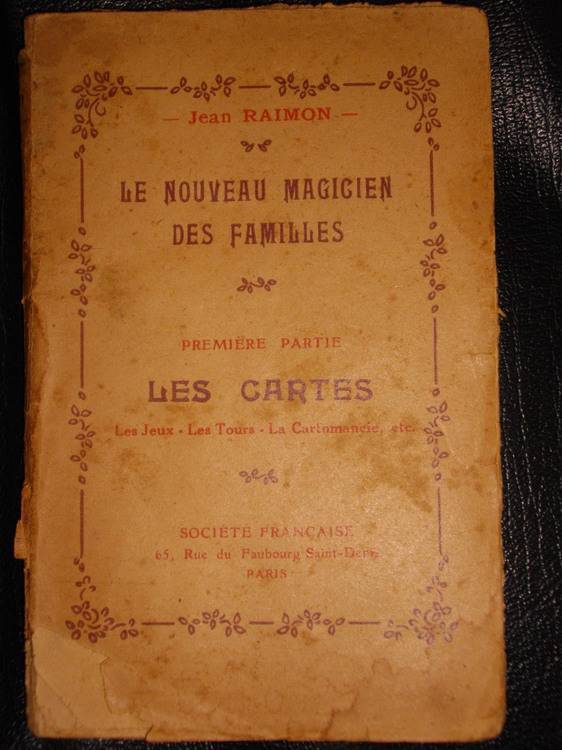 — Jean RAIMON —
LE NOUVEAU MAGICIEN
DES FAMILLES
PREMIÈRE PARTIE
LES CARTES
Les Jeux - Les Tours - La Cartomancie, etc.
SOCIÉTÉ FRANÇAISE
65, Rue du Faubourg Saint-Denis
PARIS